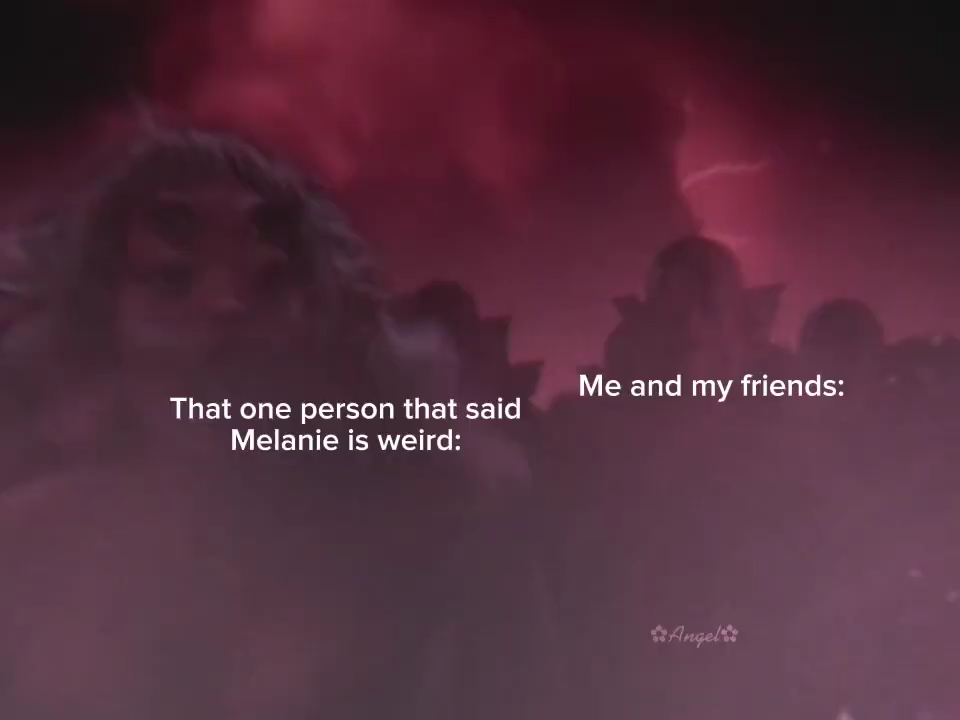 That one person that said
Melanie is weird:
Me and my friends:
✿Angel✿